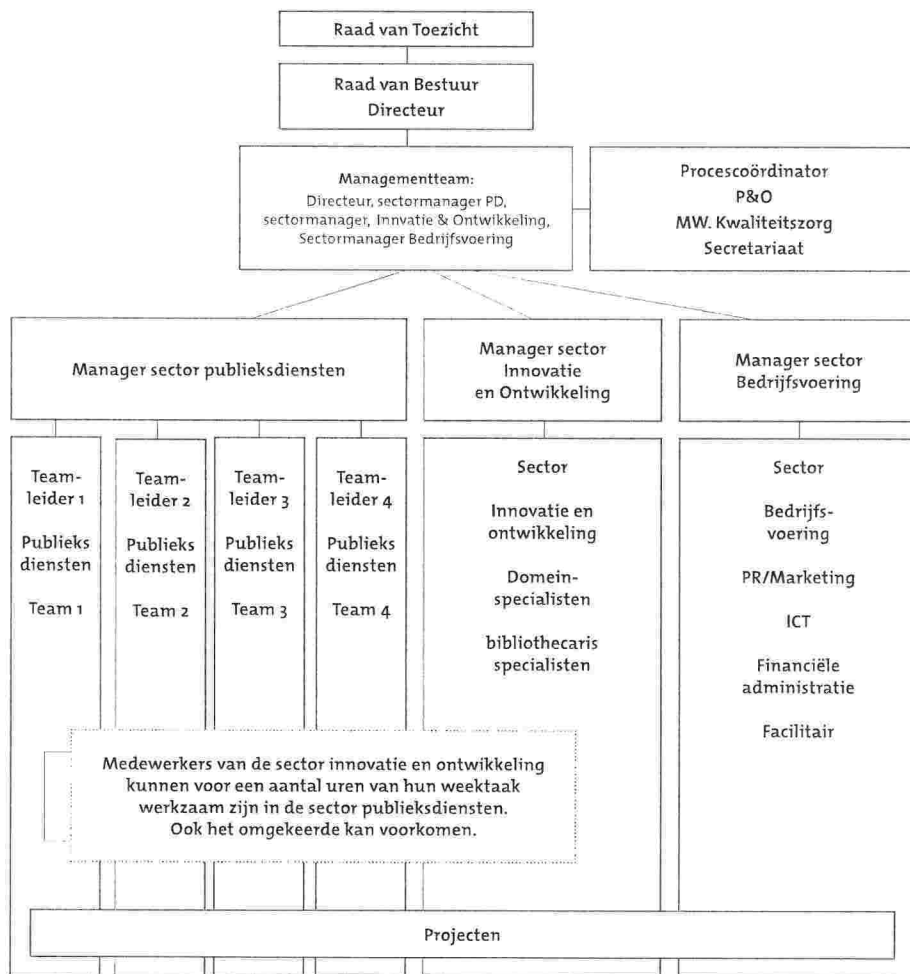 Raad van Toezicht
Raad van Bestuur
Directeur
Managementteam:
Directeur, sectormanager PD,
sectormanager, Innvatie & Ontwikkeling,
Sectormanager Bedrijfsvoering
Procescoördinator
P&O
MW. Kwaliteitszorg
Secretariaat
Manager sector publieksdiensten
Manager sector
Innovatie
en Ontwikkeling
Manager sector
Bedrijfsvoering
Team-
leider 1
Publieks
diensten
Team 1
Team-
leider 2
Publieks
diensten
Team 2
Team-
leider 3
Publieks
diensten
Team 3
Team-
leider 4
Publieks
diensten
Team 4
Sector
Innovatie en
ontwikkeling
Domein-
specialisten
bibliothecaris
specialisten
Sector
Bedrijfs-
voering
PR/Marketing
ICT
Financiële
administratie
Facilitair
Medewerkers van de sector innovatie en ontwikkeling
kunnen voor een aantal uren van hun weektaak
werkzaam zijn in de sector publieksdiensten.
Ook het omgekeerde kan voorkomen.
Projecten